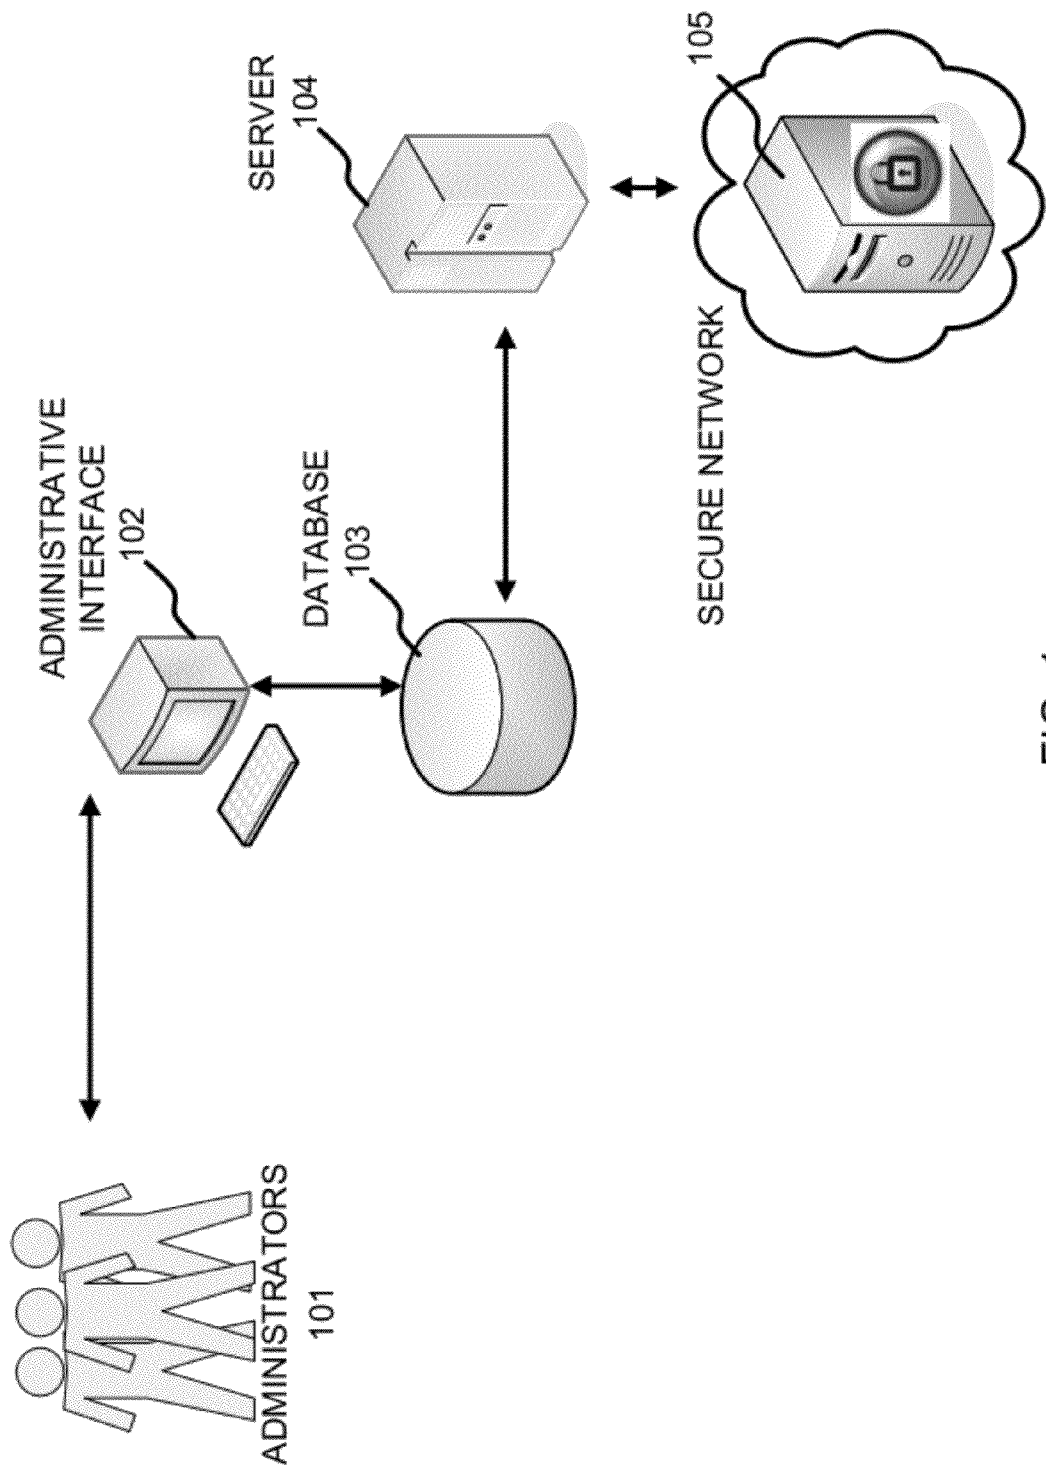 ADMINISTRATORS
101
ADMINISTRATIVE
INTERFACE
102
DATABASE
103
SERVER
104
SECURE NETWORK
105